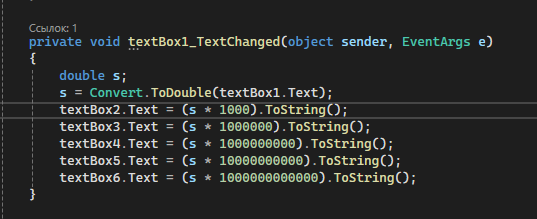 Ссылок: 1
private void textBox1_TextChanged(object sender, EventArgs e)
{
double s;
s = Convert.ToDouble(textBox1.Text);
textBox2.Text = (s * 1000).ToString();
textBox3.Text = (s * 1000000).ToString();
textBox4.Text = (s * 1000000000).ToString();
textBox5.Text = (s * 10000000000).ToString();
textBox6.Text = (s * 1000000000000).ToString();
}